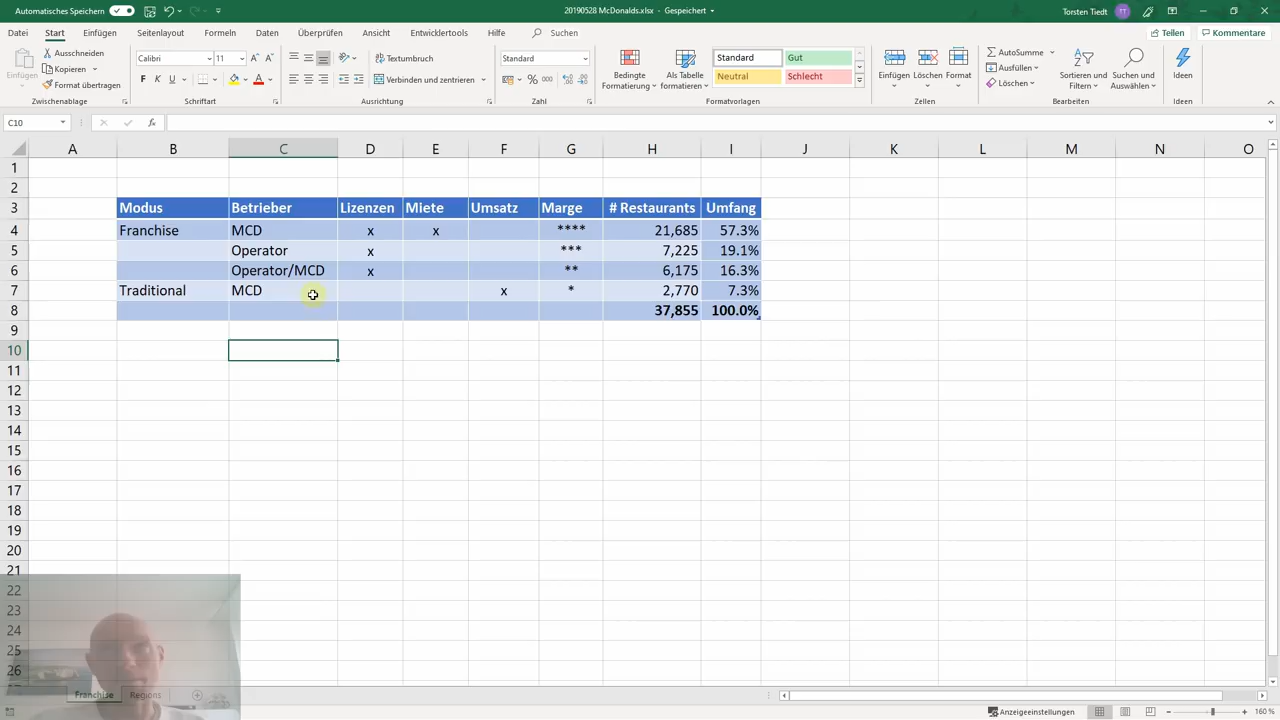 Automatisches Speichern
20190528 McDonalds.xlsx - Gespeichert
Torsten Tiedt
TT
Datei Start Einfügen Seitenlayout Formeln Daten Überprüfen Ansicht Entwicklertools Hilfe Suchen
Teilen Kommentare
Einfügen
Ausschneiden
Kopieren
Format übertragen
Zwischenablage
Calibri 11
F K U
Schriftart
Textumbruch
Verbinden und zentrieren
Ausrichtung
Standard
% 000
Zahl
Bedingte Formatierung
Als Tabelle formatieren
Standard Gut
Neutral Schlecht
Formatvorlagen
Einfügen Löschen Format
Zellen
AutoSumme
Ausfüllen
Löschen
Sortieren und Filtern
Suchen und Auswählen
Bearbeiten
Ideen
Ideen
C10 fx
A B C D E F G H I J K L M N O
1
2
3 Modus Betrieber Lizenzen Miete Umsatz Marge # Restaurants Umfang
4 Franchise MCD x x **** 21,685 57.3%
5 Operator x *** 7,225 19.1%
6 Operator/MCD x ** 6,175 16.3%
7 Traditional MCD x * 2,770 7.3%
8 37,855 100.0%
9
10
11
12
13
14
15
16
17
18
19
20
21
22
23
24
25
26
Franchise Regions
Anzeigeeinstellungen
160 %